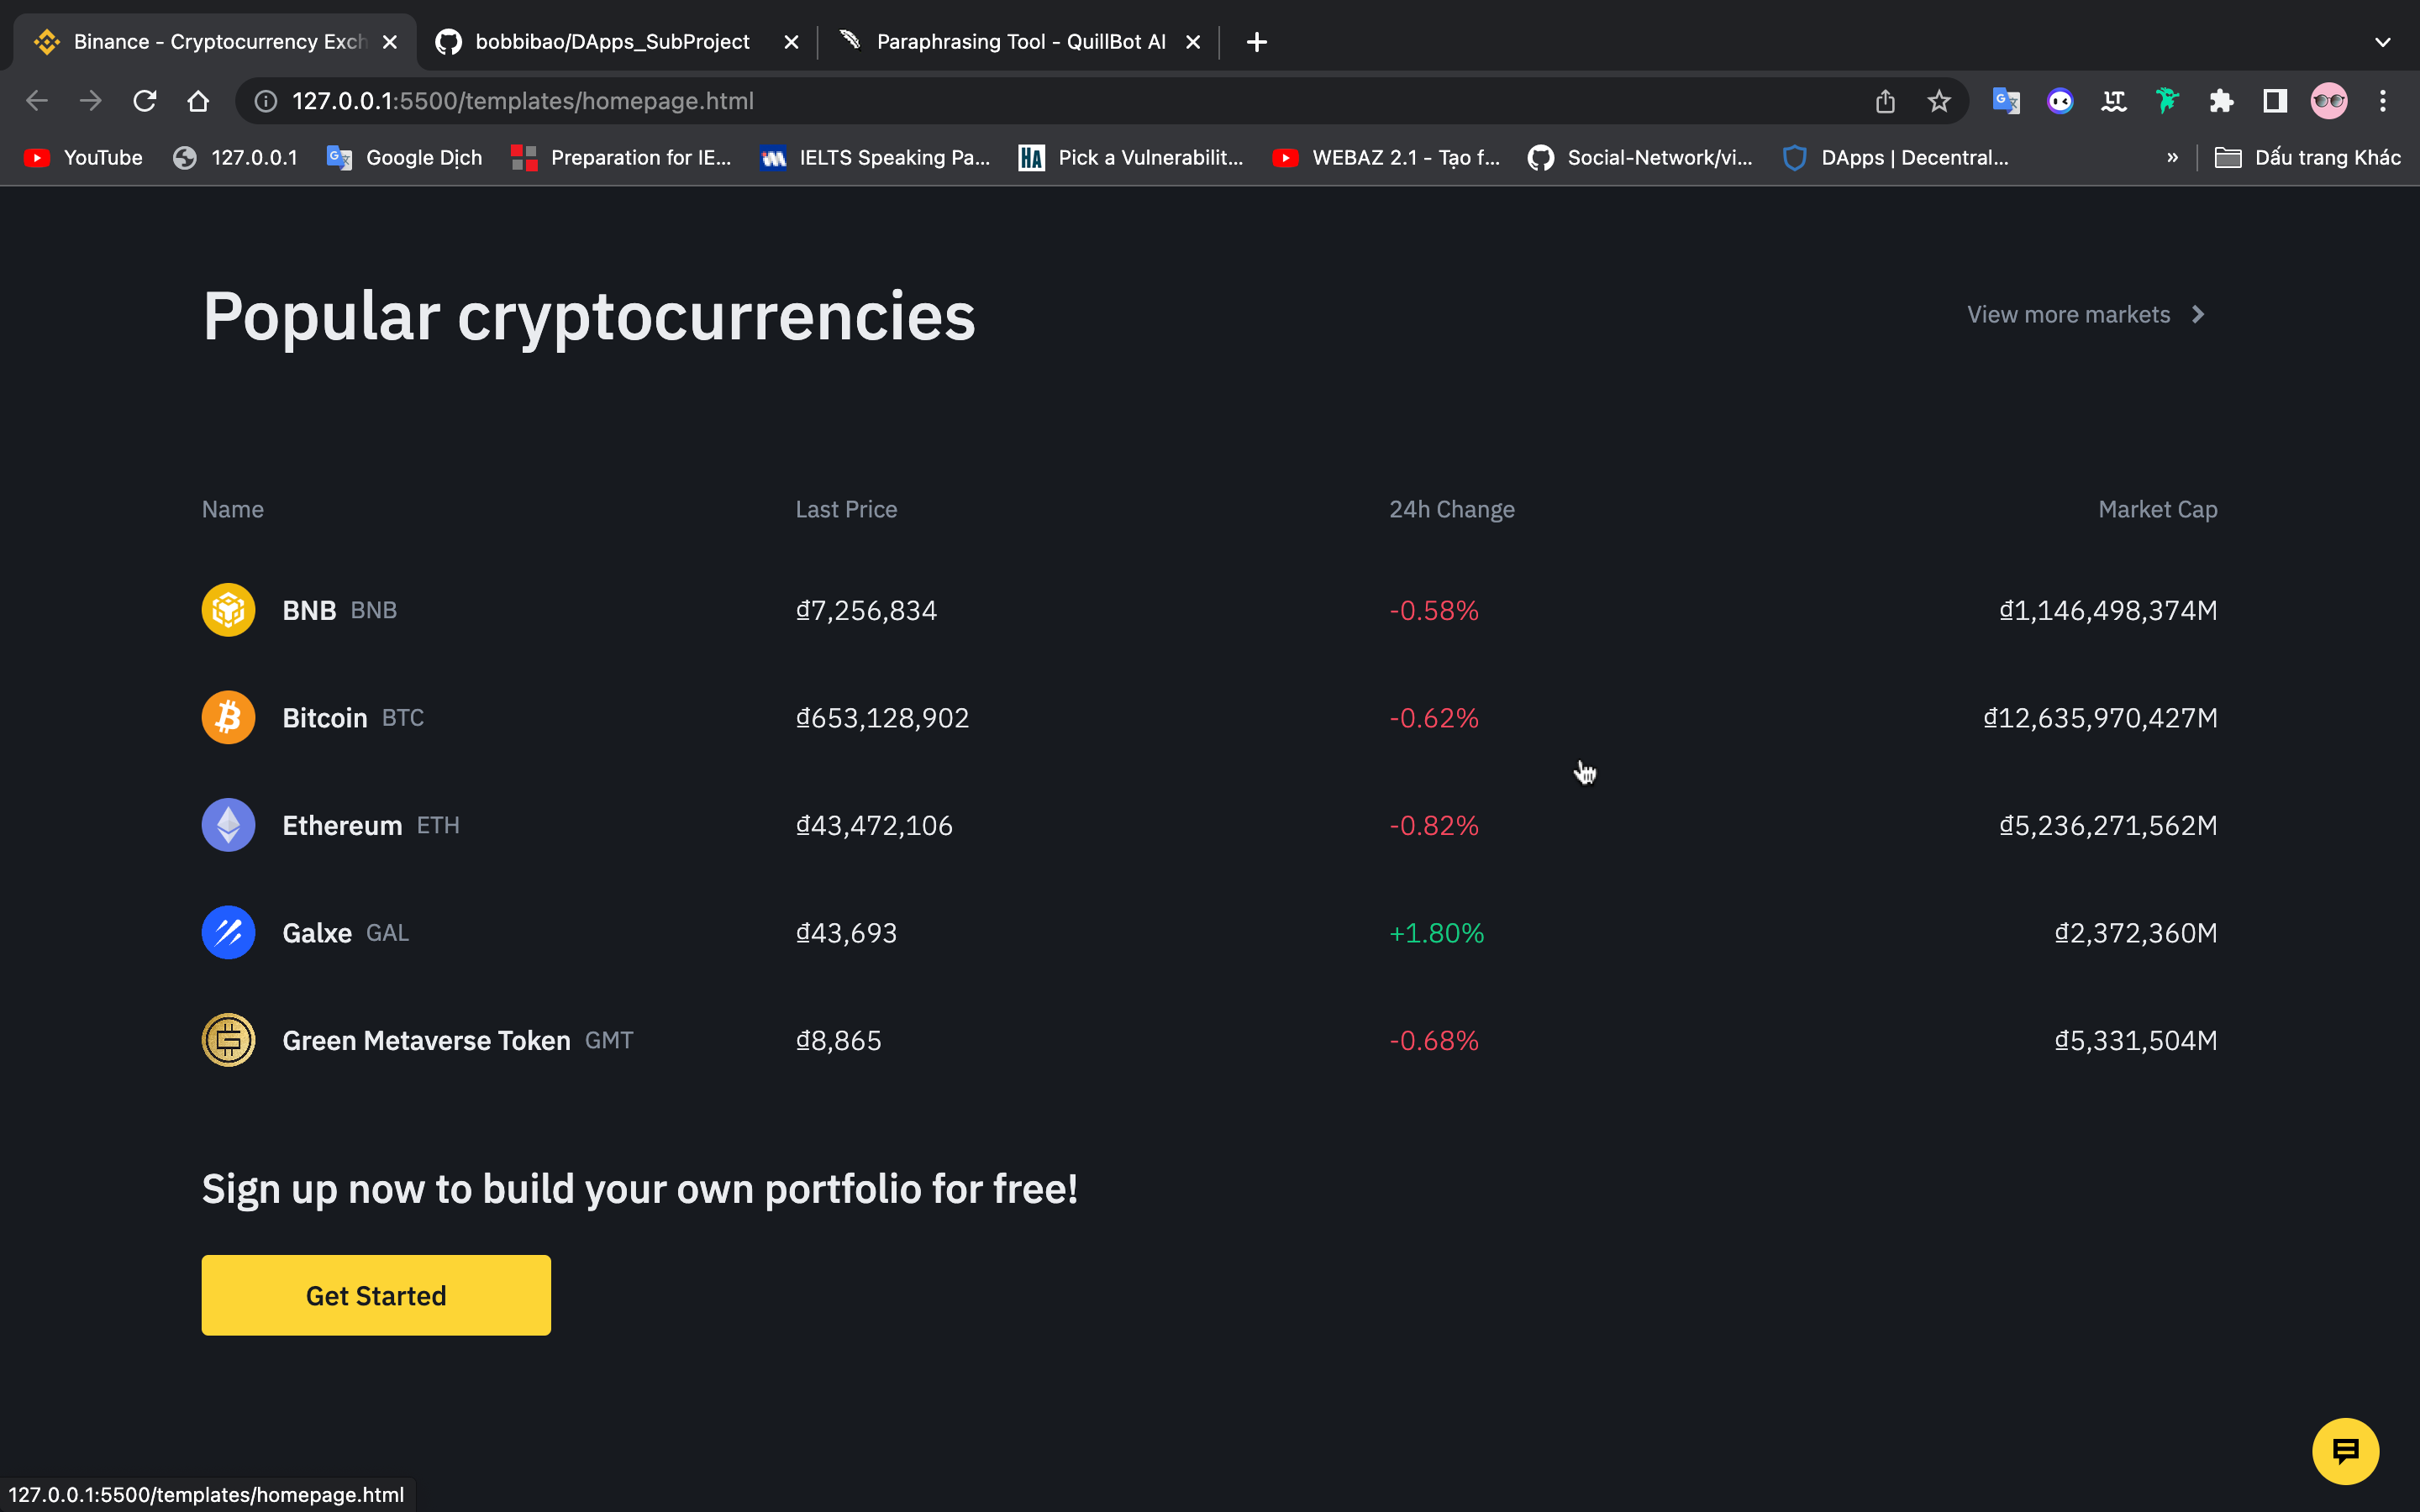 Binance - Cryptocurrency Exch
bobbibao/DApps_SubProject
Paraphrasing Tool - QuillBot AI
127.0.0.1:5500/templates/homepage.html
YouTube
127.0.0.1
Google Dịch
Preparation for IE...
IELTS Speaking Pa...
HA Pick a Vulnerabilit...
WEBAZ 2.1 - Tạo f...
Social-Network/vi...
DApps | Decentral...
»
Dấu trang Khác
Popular cryptocurrencies
View more markets
Name Last Price 24h Change Market Cap
BNB BNB ₫7,256,834 -0.58% ₫1,146,498,374M
Bitcoin BTC ₫653,128,902 -0.62% ₫12,635,970,427M
Ethereum ETH ₫43,472,106 -0.82% ₫5,236,271,562M
Galxe GAL ₫43,693 +1.80% ₫2,372,360M
Green Metaverse Token GMT ₫8,865 -0.68% ₫5,331,504M
Sign up now to build your own portfolio for free!
Get Started
127.0.0.1:5500/templates/homepage.html